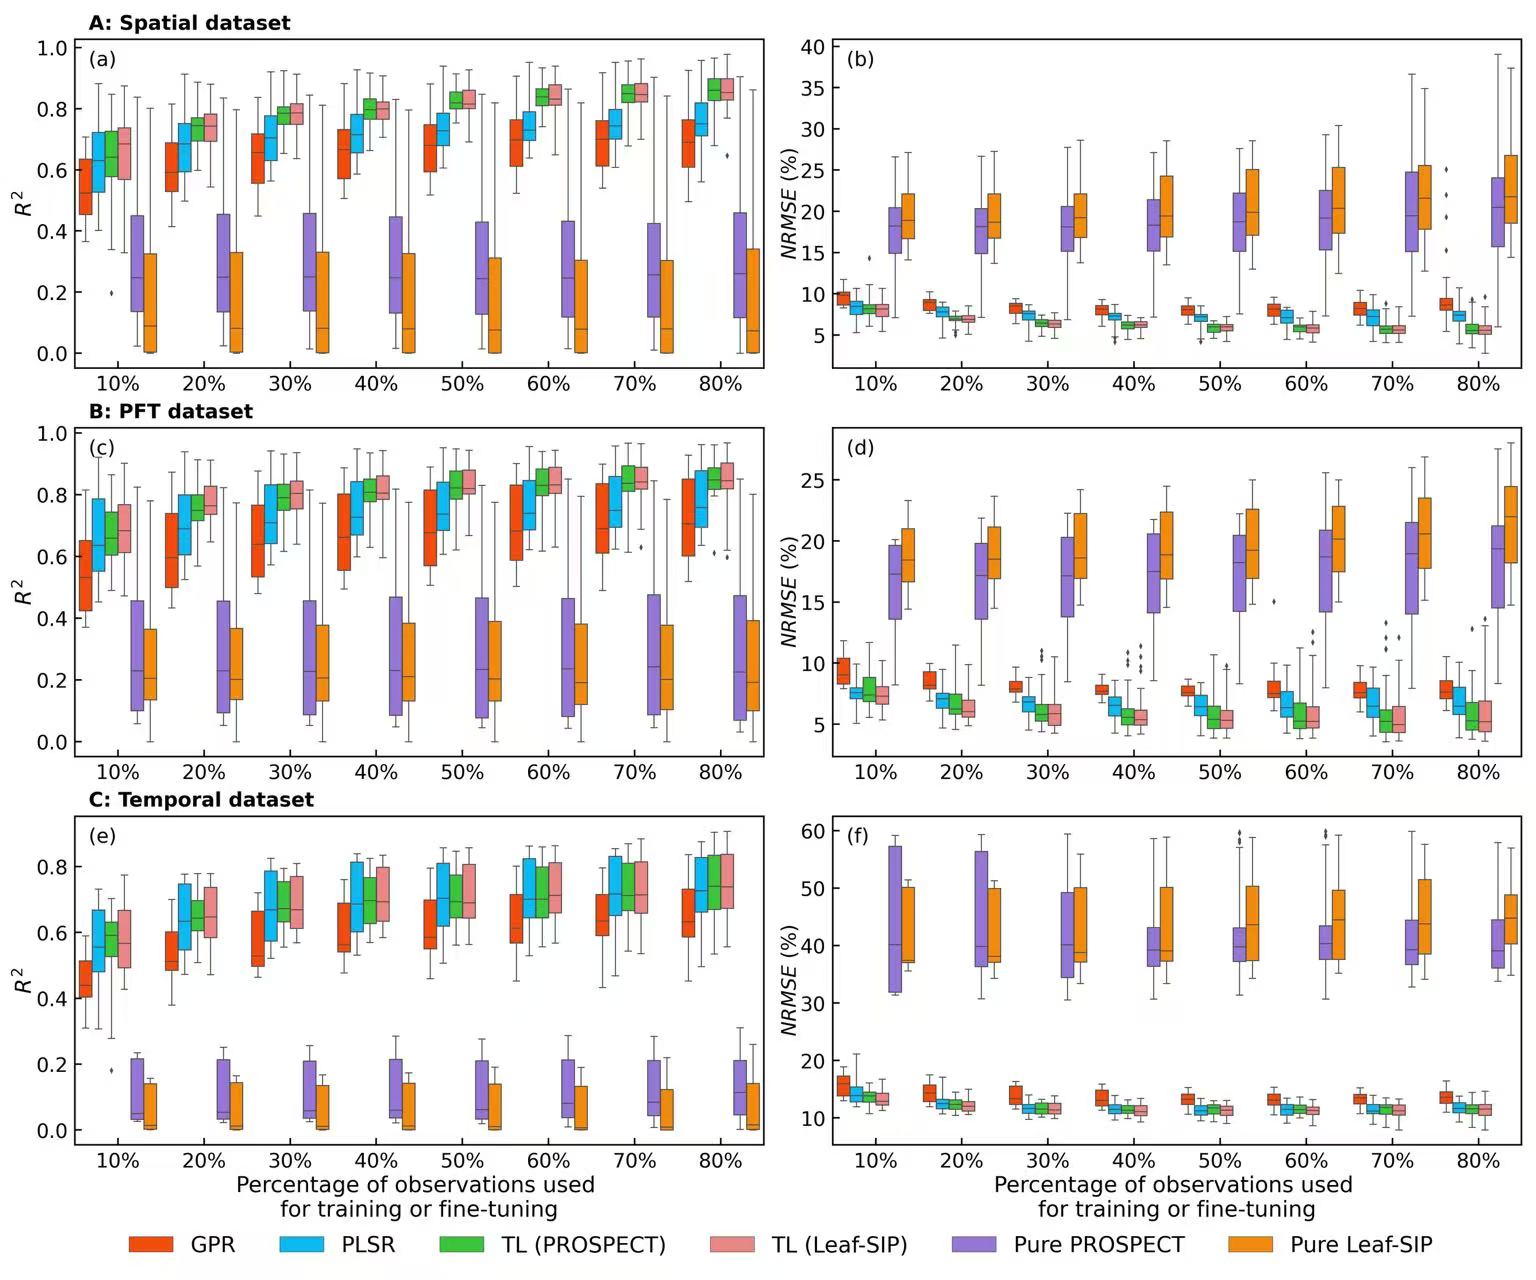 A: Spatial dataset
(a)
R²
1.0
0.8
0.6
0.4
0.2
0.0
10% 20% 30% 40% 50% 60% 70% 80%
(b)
NRMSE (%)
40
35
30
25
20
15
10
5
10% 20% 30% 40% 50% 60% 70% 80%
B: PFT dataset
(c)
R²
1.0
0.8
0.6
0.4
0.2
0.0
10% 20% 30% 40% 50% 60% 70% 80%
(d)
NRMSE (%)
25
20
15
10
5
10% 20% 30% 40% 50% 60% 70% 80%
C: Temporal dataset
(e)
R²
0.8
0.6
0.4
0.2
0.0
10% 20% 30% 40% 50% 60% 70% 80%
Percentage of observations used
for training or fine-tuning
(f)
NRMSE (%)
60
50
40
30
20
10
10% 20% 30% 40% 50% 60% 70% 80%
Percentage of observations used
for training or fine-tuning
GPR PLSR TL (PROSPECT) TL (Leaf-SIP) Pure PROSPECT Pure Leaf-SIP